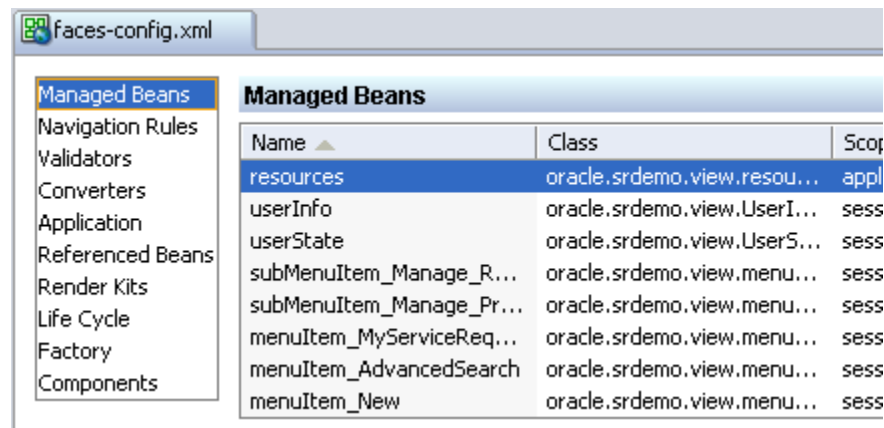 faces-config.xml
Managed Beans
Navigation Rules
Validators
Converters
Application
Referenced Beans
Render Kits
Life Cycle
Factory
Components
Managed Beans
Name Class Scop
resources oracle.srdemo.view.resou... appl
userInfo oracle.srdemo.view.UserI... sess
userState oracle.srdemo.view.UserS... sess
subMenuItem_Manage_R... oracle.srdemo.view.menu... sess
subMenuItem_Manage_Pr... oracle.srdemo.view.menu... sess
menuItem_MyServiceReq... oracle.srdemo.view.menu... sess
menuItem_AdvancedSearch oracle.srdemo.view.menu... sess
menuItem_New oracle.srdemo.view.menu... sess